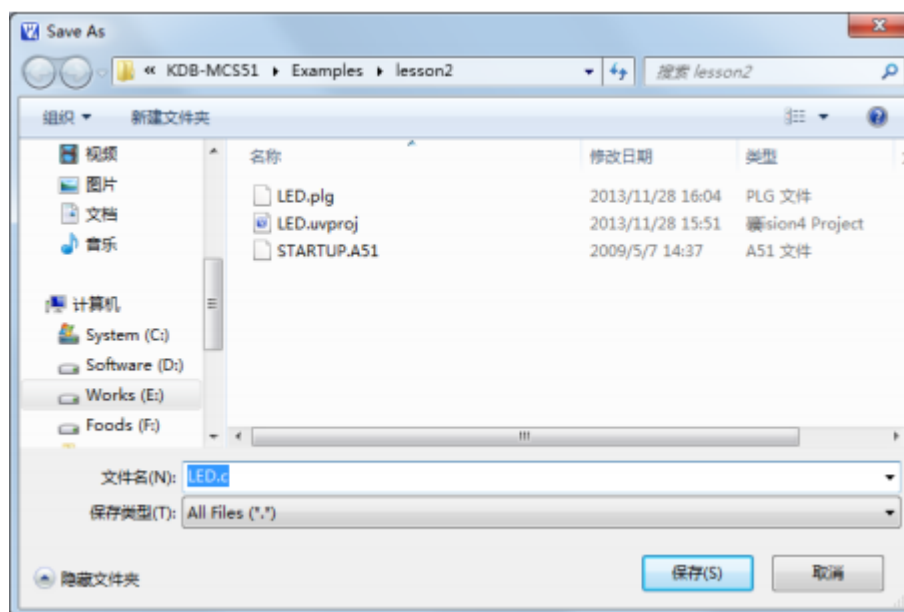 Save As
« KDB-MCS51 Examples lesson2
搜索 lesson2
组织 新建文件夹
视频
图片
文档
音乐
计算机
System (C:)
Software (D:)
Works (E:)
Foods (F:)
名称 修改日期 类型
LED.plg 2013/11/28 16:04 PLG 文件
LED.uvproj 2013/11/28 15:51 ision4 Project
STARTUP.A51 2009/5/7 14:37 A51 文件
文件名(N): LED.c
保存类型(T): All Files (*.*)
隐藏文件夹 保存(S) 取消